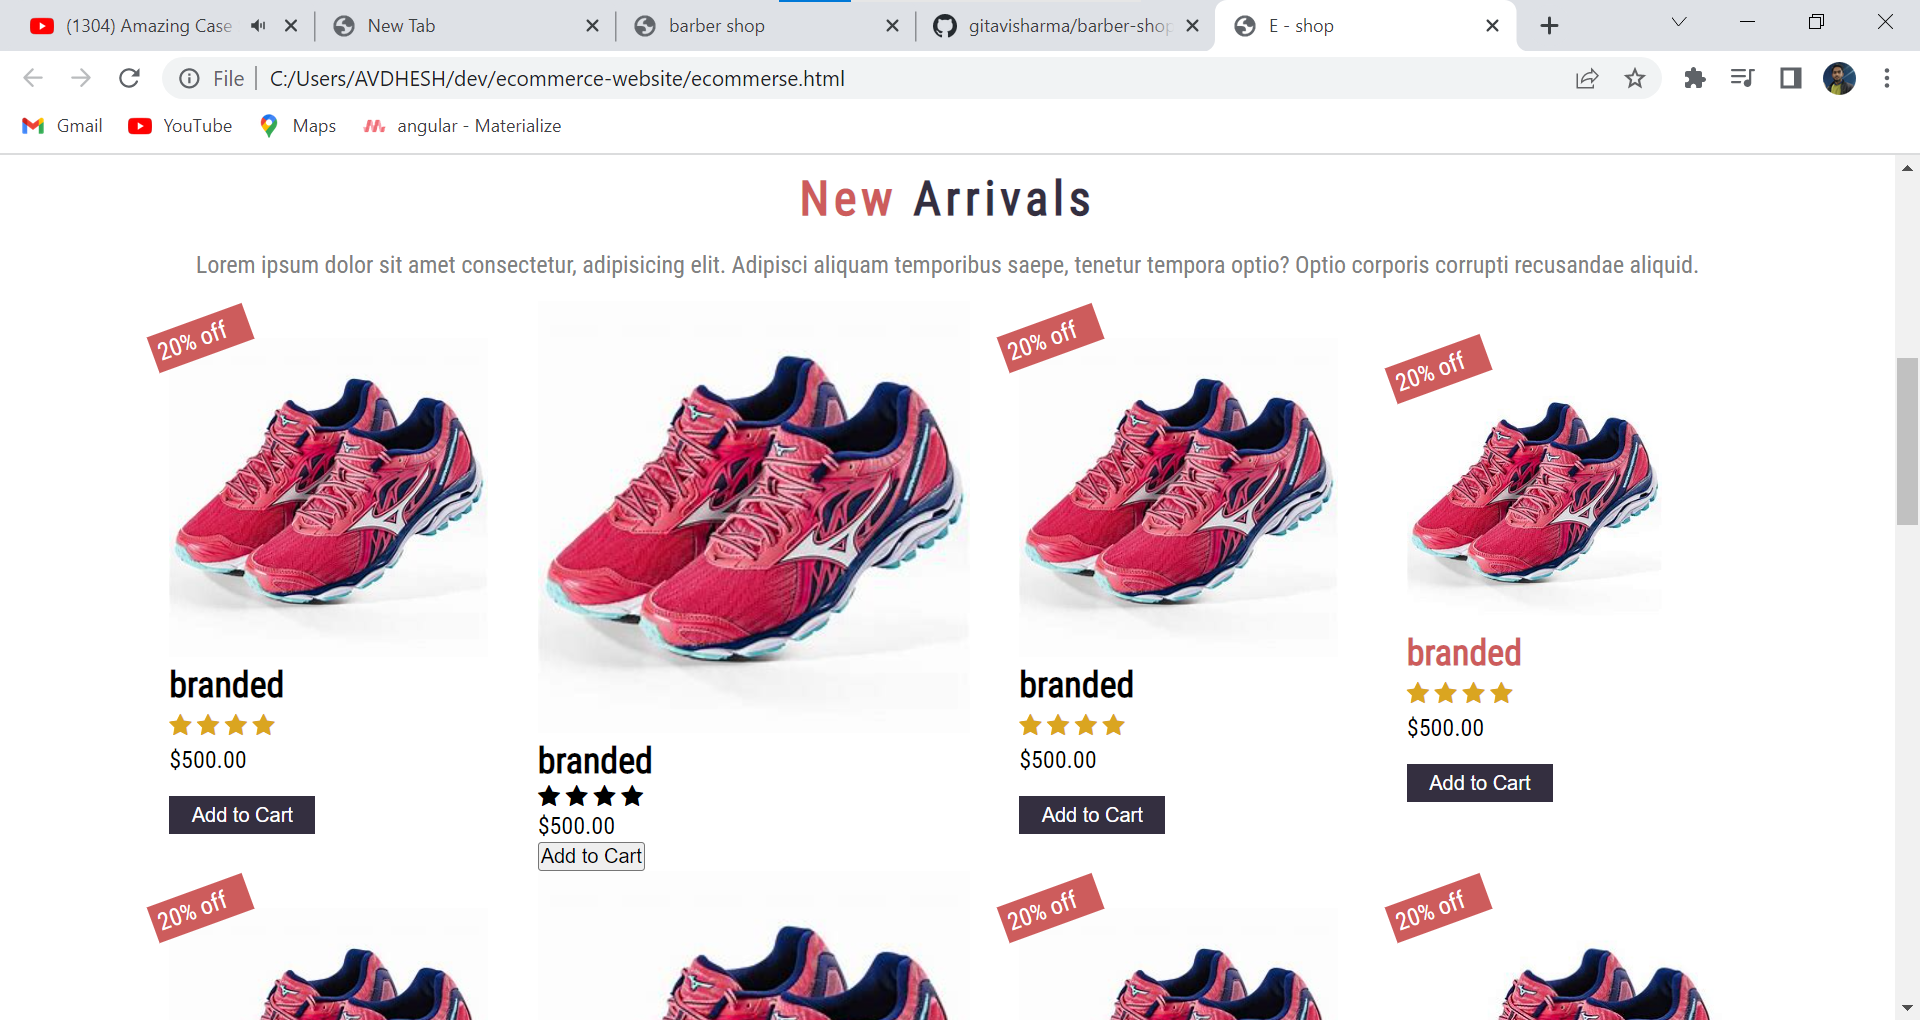 (1304) Amazing Case
New Tab
barber shop
gitavisharma/barber-shop
E - shop
File
C:/Users/AVDHESH/dev/ecommerce-website/ecommerse.html
Gmail
YouTube
Maps
angular - Materialize
New Arrivals
Lorem ipsum dolor sit amet consectetur, adipisicing elit. Adipisci aliquam temporibus saepe, tenetur tempora optio? Optio corporis corrupti recusandae aliquid.
20% off
branded
$500.00
Add to Cart
branded
$500.00
Add to Cart
20% off
branded
$500.00
Add to Cart
20% off
branded
$500.00
Add to Cart
20% off
20% off
20% off